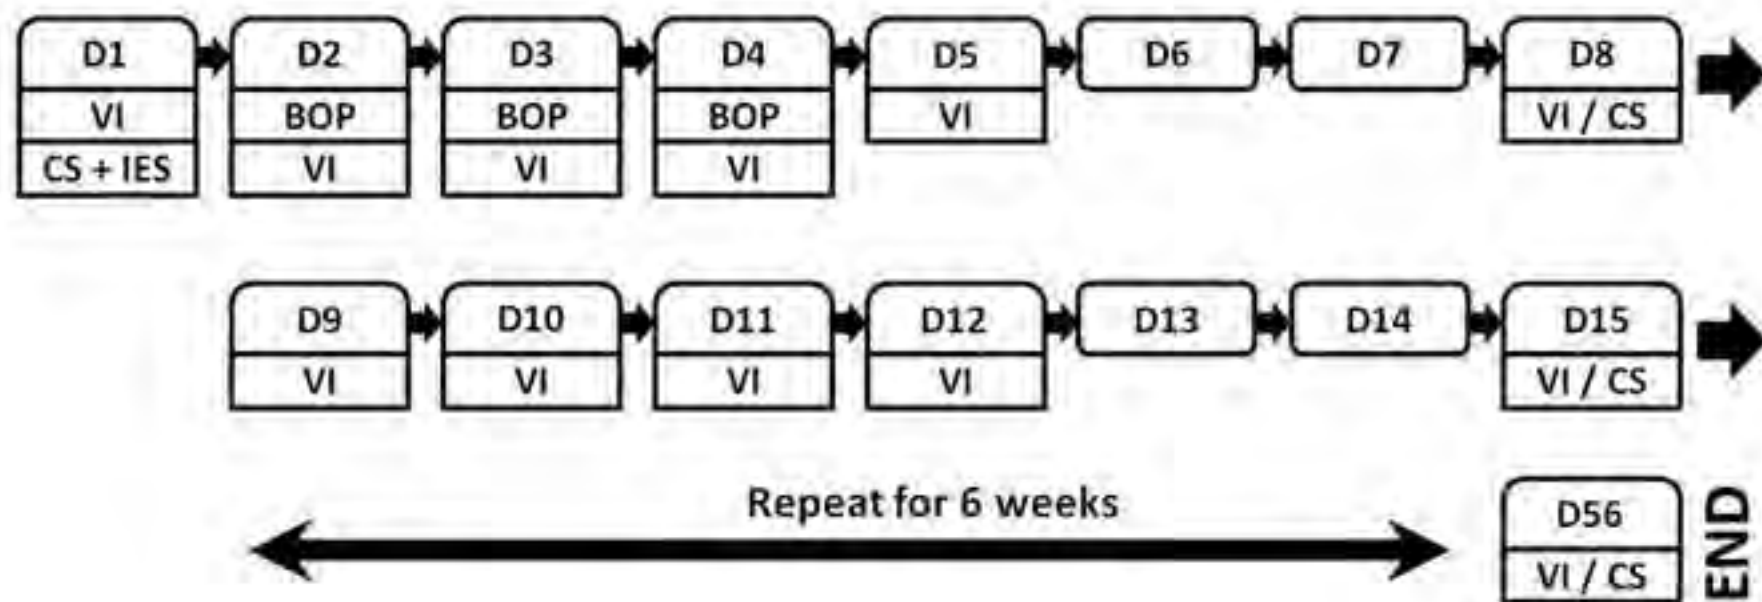 D1 D2 D3 D4 D5 D6 D7 D8
VI BOP BOP BOP VI VI / CS
CS + IES VI VI VI
D9 D10 D11 D12 D13 D14 D15
VI VI VI VI VI / CS
Repeat for 6 weeks
D56
VI / CS
END